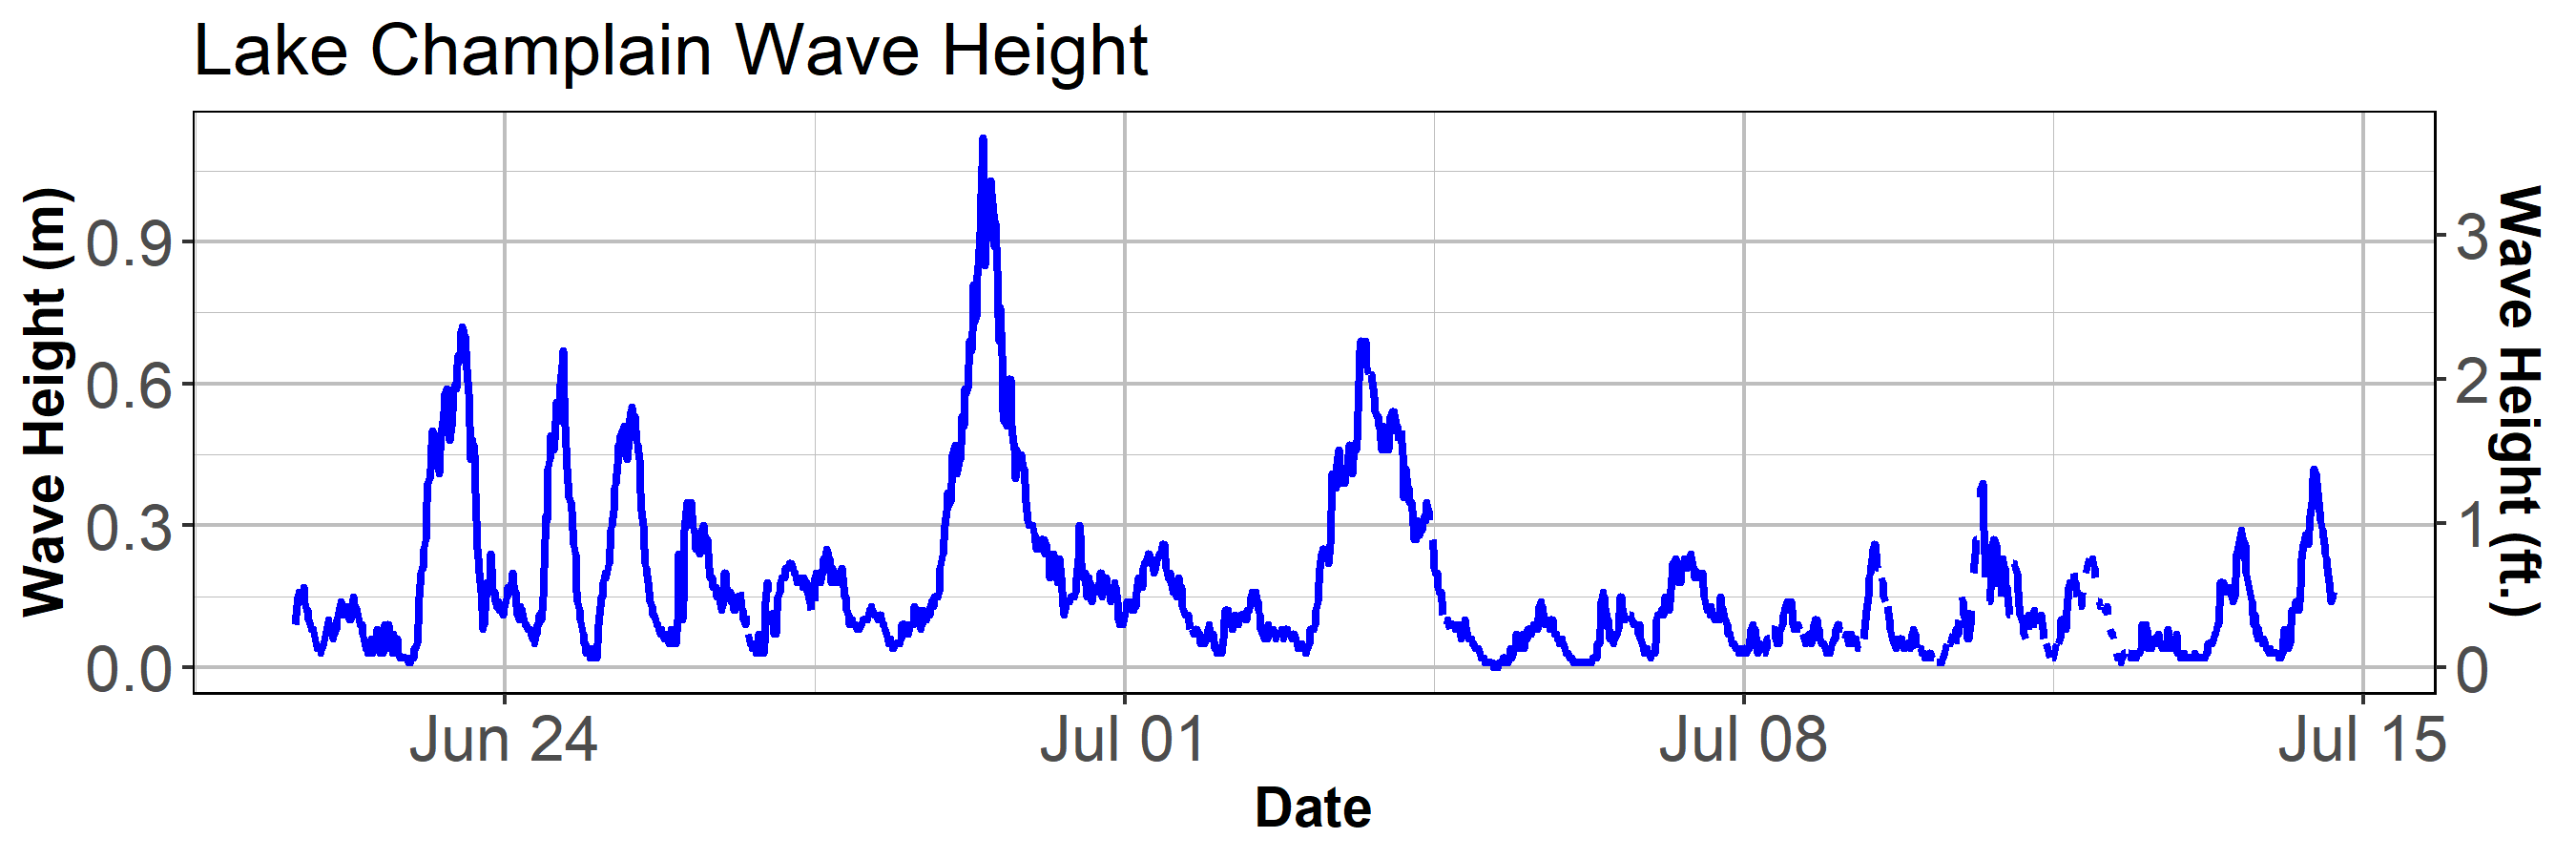 Lake Champlain Wave Height
Wave Height (m)
0.9
0.6
0.3
0.0
3
2
1
0
Wave Height (ft.)
Jun 24
Jul 01
Jul 08
Jul 15
Date